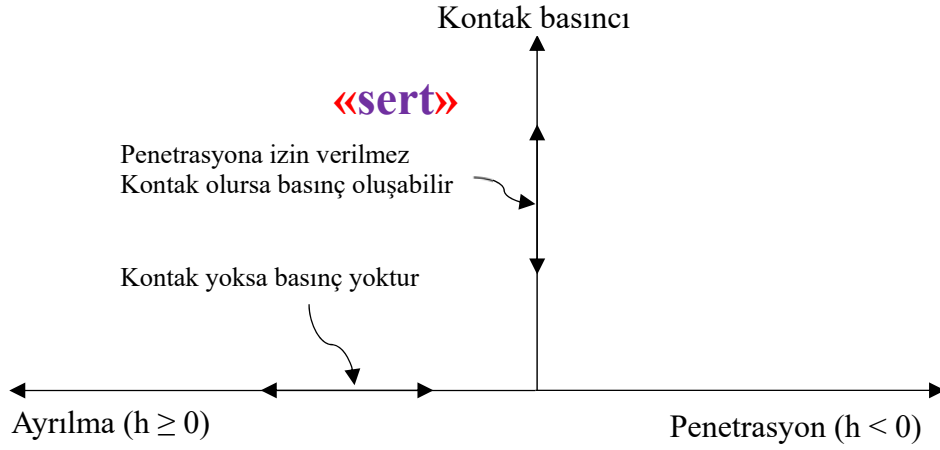 Kontak basıncı
«sert»
Penetrasyona izin verilmez
Kontak olursa basınç oluşabilir
Kontak yoksa basınç yoktur
Ayrılma (h ≥ 0)
Penetrasyon (h < 0)